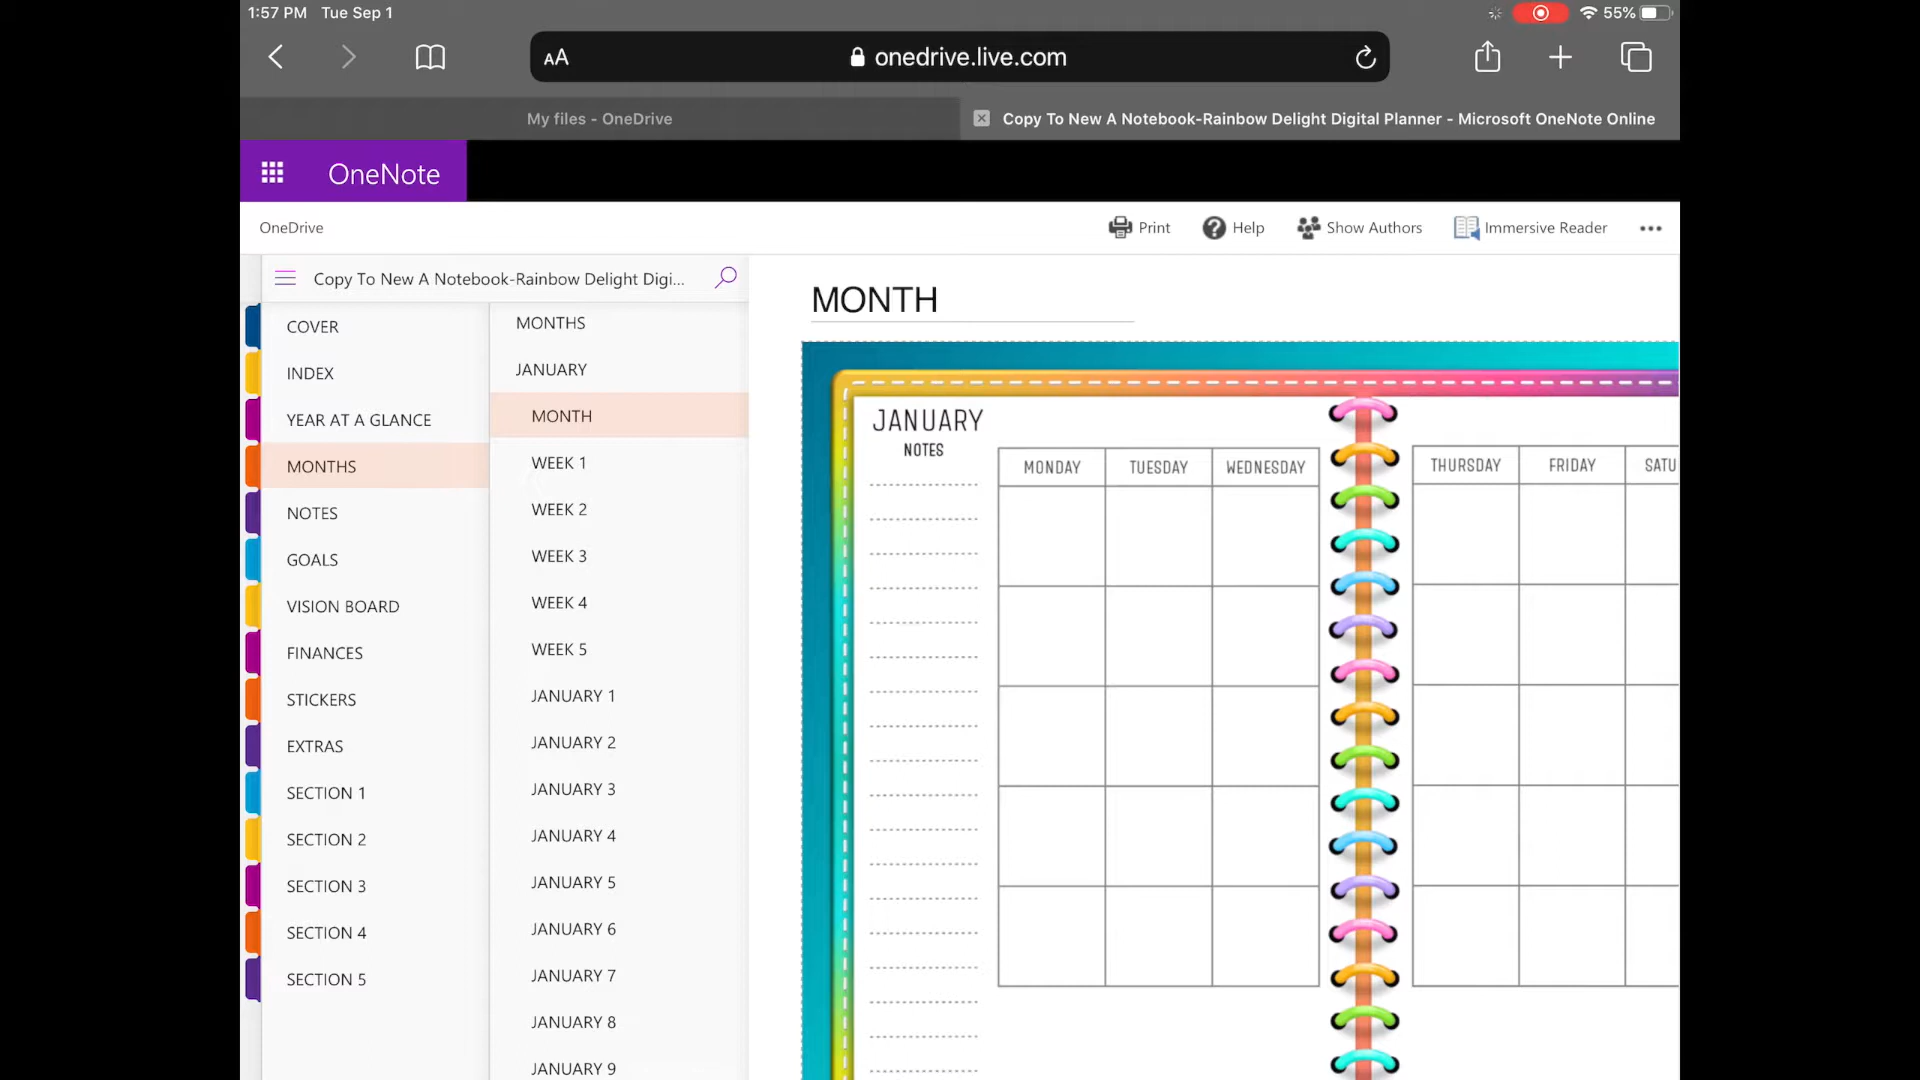 1:57 PM Tue Sep 1
55%
AA
onedrive.live.com
My files - OneDrive
Copy To New A Notebook-Rainbow Delight Digital Planner - Microsoft OneNote Online
OneNote
OneDrive
Print
Help
Show Authors
Immersive Reader
Copy To New A Notebook-Rainbow Delight Digi...
COVER
INDEX
YEAR AT A GLANCE
MONTHS
NOTES
GOALS
VISION BOARD
FINANCES
STICKERS
EXTRAS
SECTION 1
SECTION 2
SECTION 3
SECTION 4
SECTION 5
MONTHS
JANUARY
MONTH
WEEK 1
WEEK 2
WEEK 3
WEEK 4
WEEK 5
JANUARY 1
JANUARY 2
JANUARY 3
JANUARY 4
JANUARY 5
JANUARY 6
JANUARY 7
JANUARY 8
JANUARY 9
MONTH
JANUARY
NOTES
MONDAY
TUESDAY
WEDNESDAY
THURSDAY
FRIDAY
SATU